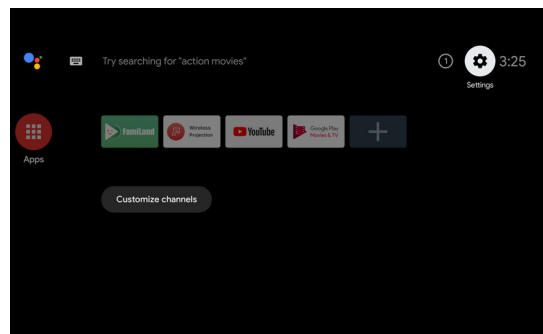 Try searching for "action movies"
1
3:25
Settings
Apps
FamiLand
Wireless
Projection
YouTube
Google Play
Movies & TV
Customize channels